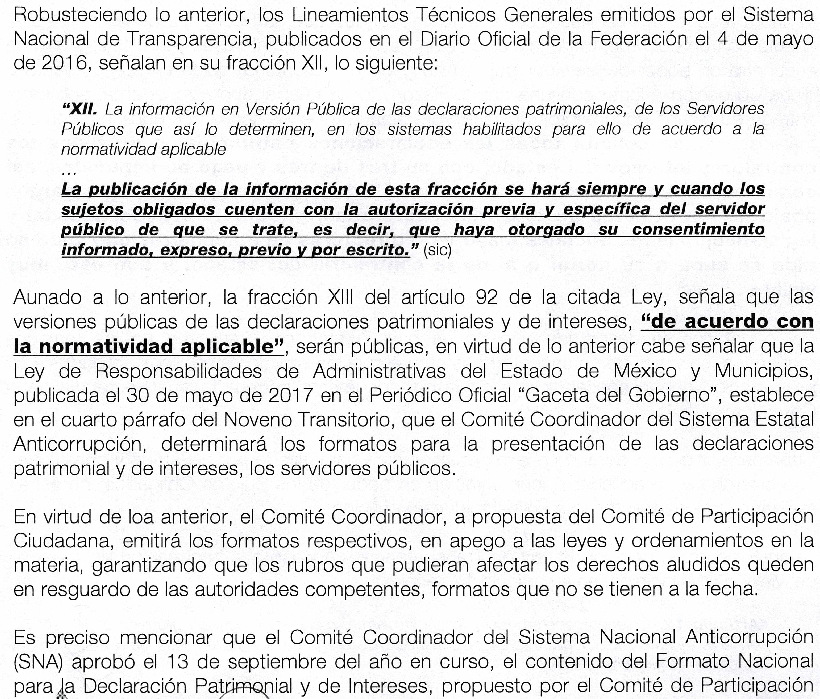 Robusteciendo lo anterior, los Lineamientos Técnicos Generales emitidos por el Sistema
Nacional de Transparencia, publicados en el Diario Oficial de la Federación el 4 de mayo
de 2016, señalan en su fracción XII, lo siguiente:
“XII. La información en Versión Pública de las declaraciones patrimoniales, de los Servidores
Públicos que así lo determinen, en los sistemas habilitados para ello de acuerdo a la
normatividad aplicable
...
La publicación de la información de esta fracción se hará siempre y cuando los
sujetos obligados cuenten con la autorización previa y específica del servidor
público de que se trate, es decir, que haya otorgado su consentimiento
informado, expreso, previo y por escrito.” (sic)
Aunado a lo anterior, la fracción XIII del artículo 92 de la citada Ley, señala que las
versiones públicas de las declaraciones patrimoniales y de intereses, “de acuerdo con
la normatividad aplicable”, serán públicas, en virtud de lo anterior cabe señalar que la
Ley de Responsabilidades de Administrativas del Estado de México y Municipios,
publicada el 30 de mayo de 2017 en el Periódico Oficial “Gaceta del Gobierno”, establece
en el cuarto párrafo del Noveno Transitorio, que el Comité Coordinador del Sistema Estatal
Anticorrupción, determinará los formatos para la presentación de las declaraciones
patrimonial y de intereses, los servidores públicos.
En virtud de loa anterior, el Comité Coordinador, a propuesta del Comité de Participación
Ciudadana, emitirá los formatos respectivos, en apego a las leyes y ordenamientos en la
materia, garantizando que los rubros que pudieran afectar los derechos aludidos queden
en resguardo de las autoridades competentes, formatos que no se tienen a la fecha.
Es preciso mencionar que el Comité Coordinador del Sistema Nacional Anticorrupción
(SNA) aprobó el 13 de septiembre del año en curso, el contenido del Formato Nacional
para la Declaración Patrimonial y de Intereses, propuesto por el Comité de Participación